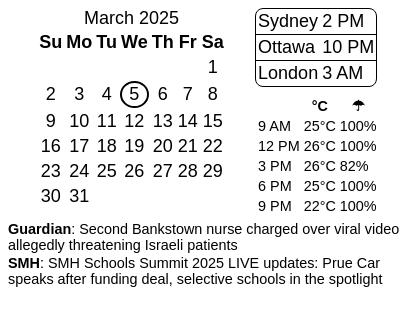 March 2025
Su Mo Tu We Th Fr Sa
1
2 3 4 5 6 7 8
9 10 11 12 13 14 15
16 17 18 19 20 21 22
23 24 25 26 27 28 29
30 31
Sydney 2 PM
Ottawa 10 PM
London 3 AM
°C ☂
9 AM 25°C 100%
12 PM 26°C 100%
3 PM 26°C 82%
6 PM 25°C 100%
9 PM 22°C 100%
Guardian: Second Bankstown nurse charged over viral video
allegedly threatening Israeli patients
SMH: SMH Schools Summit 2025 LIVE updates: Prue Car
speaks after funding deal, selective schools in the spotlight